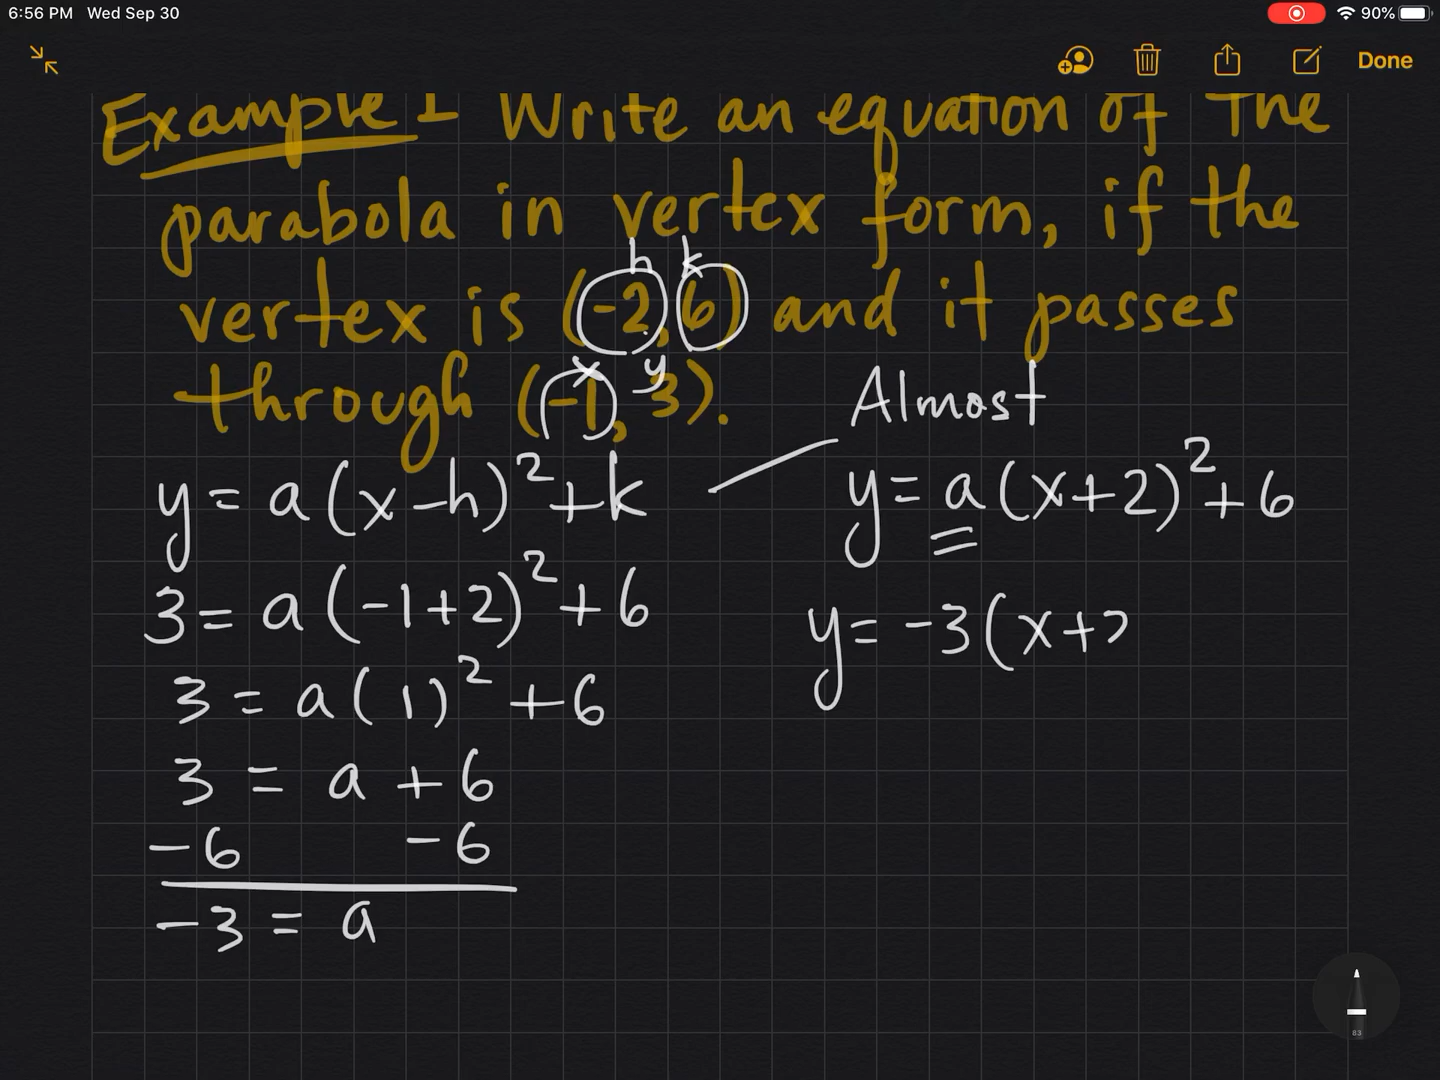 6:56 PM Wed Sep 30
90%
Done
Example 1 Write an equation of the
parabola in vertex form, if the
h k
vertex is (-2, 6) and it passes
x y
through (-1, 3).
Almost
y = a(x-h)²+k
y = a(x+2)²+6
3 = a(-1+2)²+6
y = -3(x+
3 = a(1)²+6
3 = a + 6
-6 -6
-3 = a
83